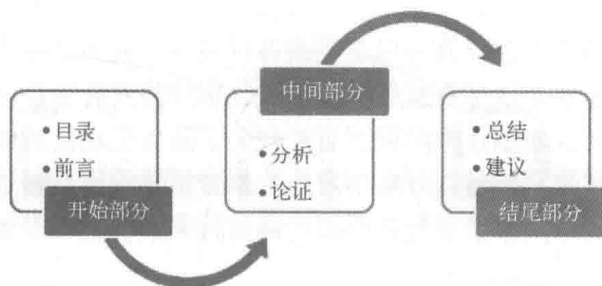 •目录
•前言
开始部分
中间部分
•分析
•论证
•总结
•建议
结尾部分